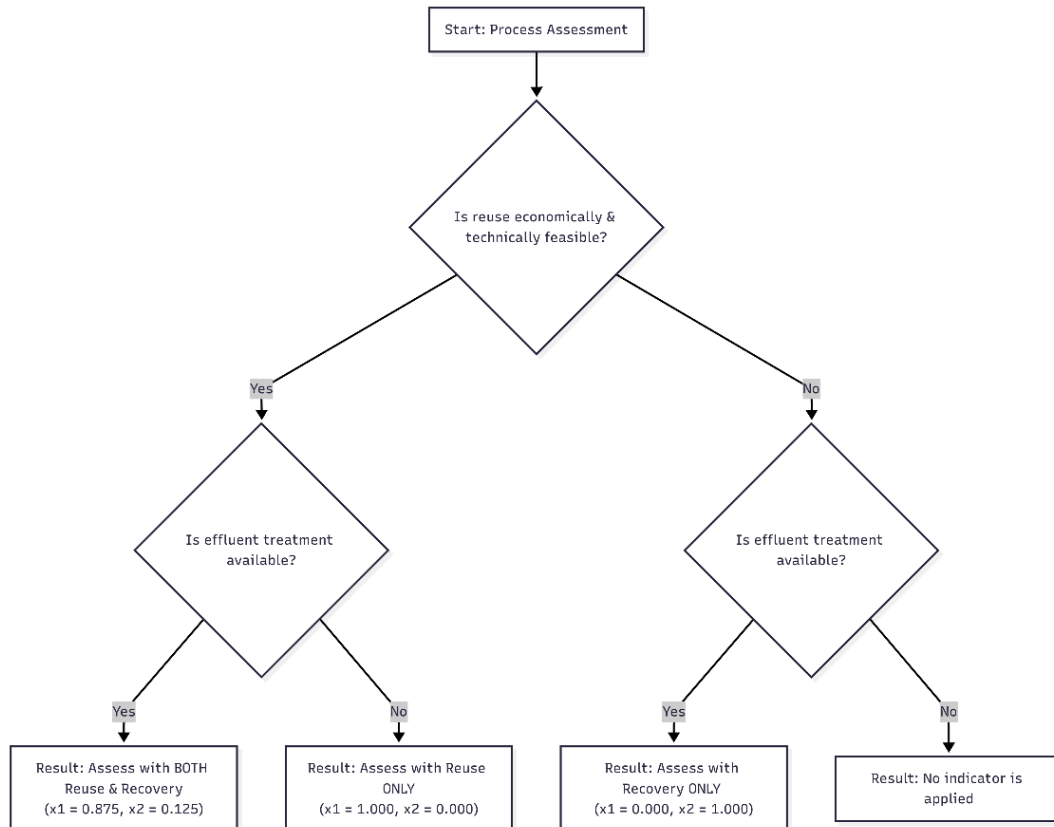 Start: Process Assessment
Is reuse economically &
technically feasible?
Yes
No
Is effluent treatment
available?
Is effluent treatment
available?
Yes
No
Yes
No
Result: Assess with BOTH
Reuse & Recovery
(x1 = 0.875, x2 = 0.125)
Result: Assess with Reuse
ONLY
(x1 = 1.000, x2 = 0.000)
Result: Assess with
Recovery ONLY
(x1 = 0.000, x2 = 1.000)
Result: No indicator is
applied